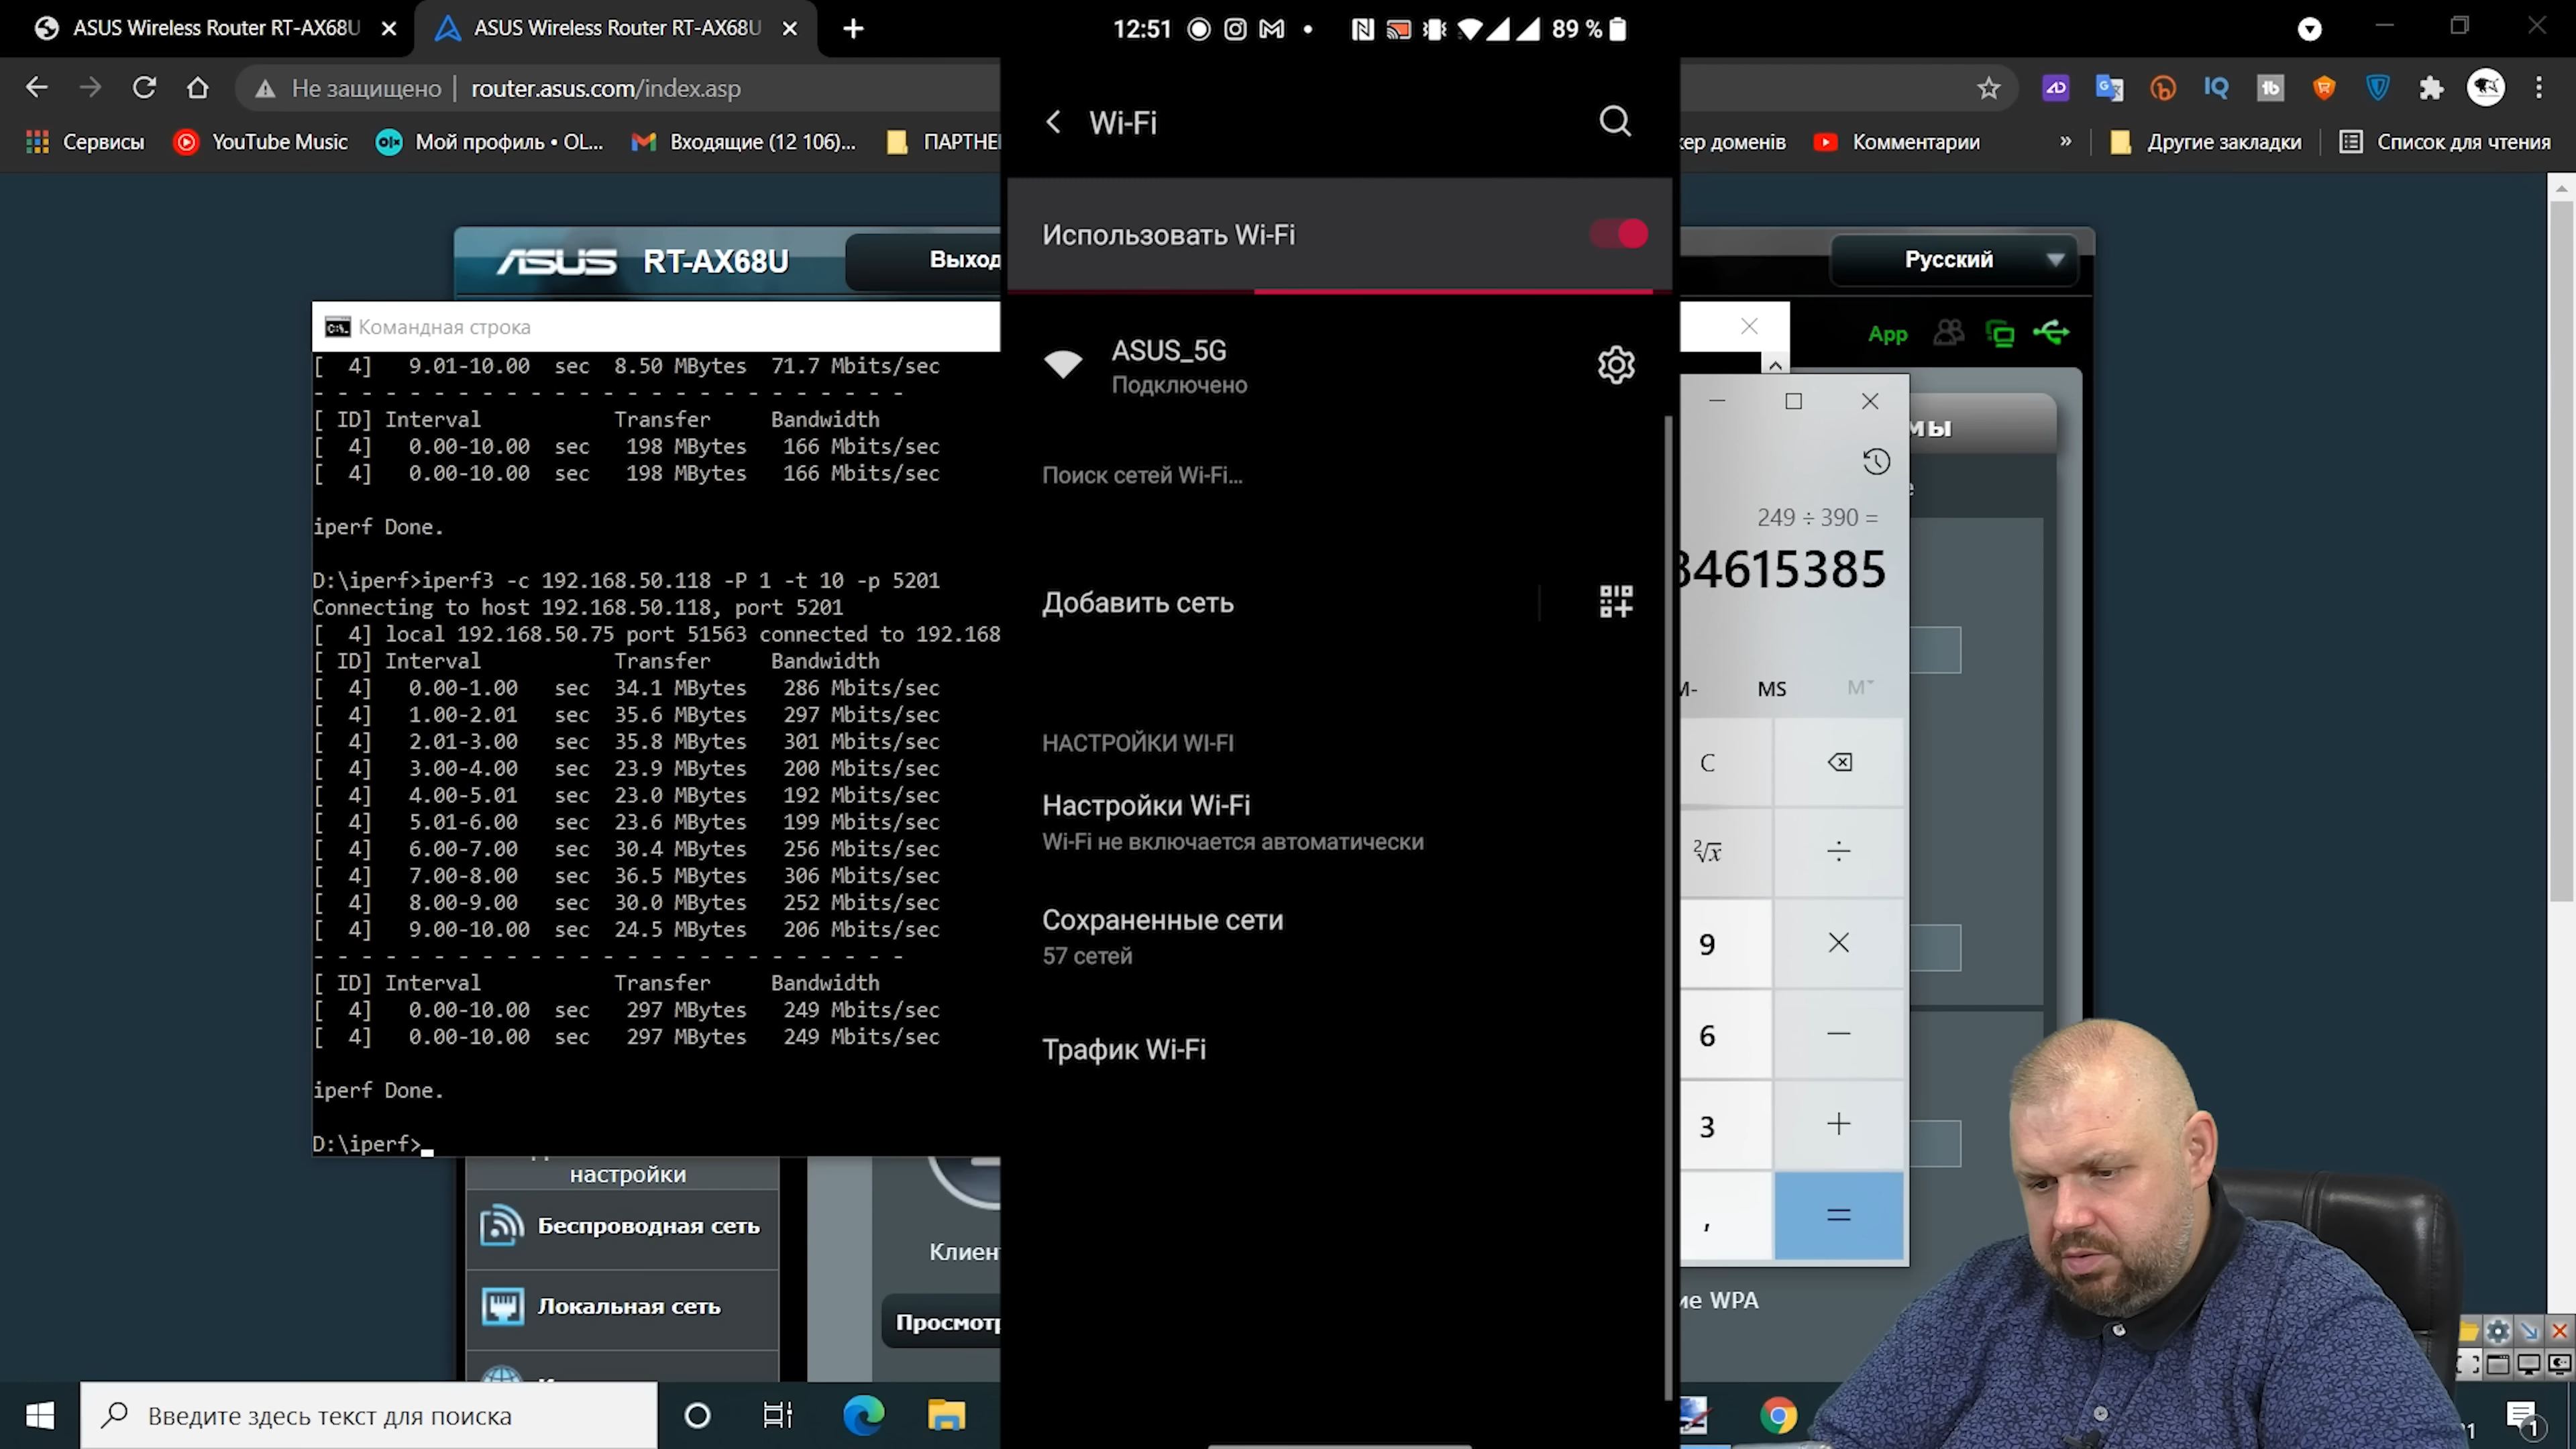 ASUS Wireless Router RT-AX68U
ASUS Wireless Router RT-AX68U
Не защищено
router.asus.com/index.asp
Сервисы
YouTube Music
Мой профиль • OL...
Входящие (12 106)...
ПАРТНЕ
кер доменів
Комментарии
»
Другие закладки
Список для чтения
ASUS
RT-AX68U
Выход
Русский
App
Командная строка
[  4]   9.01-10.00  sec  8.50 MBytes  71.7 Mbits/sec
- - - - - - - - - - - - - - - - - - - - - - - - -
[ ID] Interval           Transfer     Bandwidth
[  4]   0.00-10.00  sec   198 MBytes   166 Mbits/sec
[  4]   0.00-10.00  sec   198 MBytes   166 Mbits/sec
iperf Done.
D:\iperf>iperf3 -c 192.168.50.118 -P 1 -t 10 -p 5201
Connecting to host 192.168.50.118, port 5201
[  4] local 192.168.50.75 port 51563 connected to 192.168
[ ID] Interval           Transfer     Bandwidth
[  4]   0.00-1.00   sec  34.1 MBytes   286 Mbits/sec
[  4]   1.00-2.01   sec  35.6 MBytes   297 Mbits/sec
[  4]   2.01-3.00   sec  35.8 MBytes   301 Mbits/sec
[  4]   3.00-4.00   sec  23.9 MBytes   200 Mbits/sec
[  4]   4.00-5.01   sec  23.0 MBytes   192 Mbits/sec
[  4]   5.01-6.00   sec  23.6 MBytes   199 Mbits/sec
[  4]   6.00-7.00   sec  30.4 MBytes   256 Mbits/sec
[  4]   7.00-8.00   sec  36.5 MBytes   306 Mbits/sec
[  4]   8.00-9.00   sec  30.0 MBytes   252 Mbits/sec
[  4]   9.00-10.00  sec  24.5 MBytes   206 Mbits/sec
- - - - - - - - - - - - - - - - - - - - - - - - -
[ ID] Interval           Transfer     Bandwidth
[  4]   0.00-10.00  sec   297 MBytes   249 Mbits/sec
[  4]   0.00-10.00  sec   297 MBytes   249 Mbits/sec
iperf Done.
D:\iperf>
настройки
Беспроводная сеть
Локальная сеть
Клиен
Просмотр
12:51
89 %
Wi-Fi
Использовать Wi-Fi
ASUS_5G
Подключено
Поиск сетей Wi-Fi...
Добавить сеть
НАСТРОЙКИ WI-FI
Настройки Wi-Fi
Wi-Fi не включается автоматически
Сохраненные сети
57 сетей
Трафик Wi-Fi
мы
249 ÷ 390 =
34615385
M-
MS
M
C
²√x
÷
9
×
6
−
3
+
,
=
ие WPA
Введите здесь текст для поиска
1